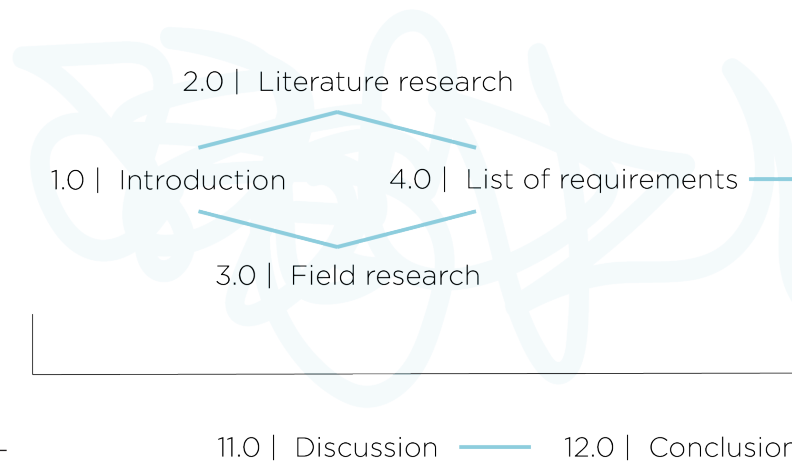 2.0 | Literature research
1.0 | Introduction
4.0 | List of requirements
3.0 | Field research
11.0 | Discussion
12.0 | Conclusion